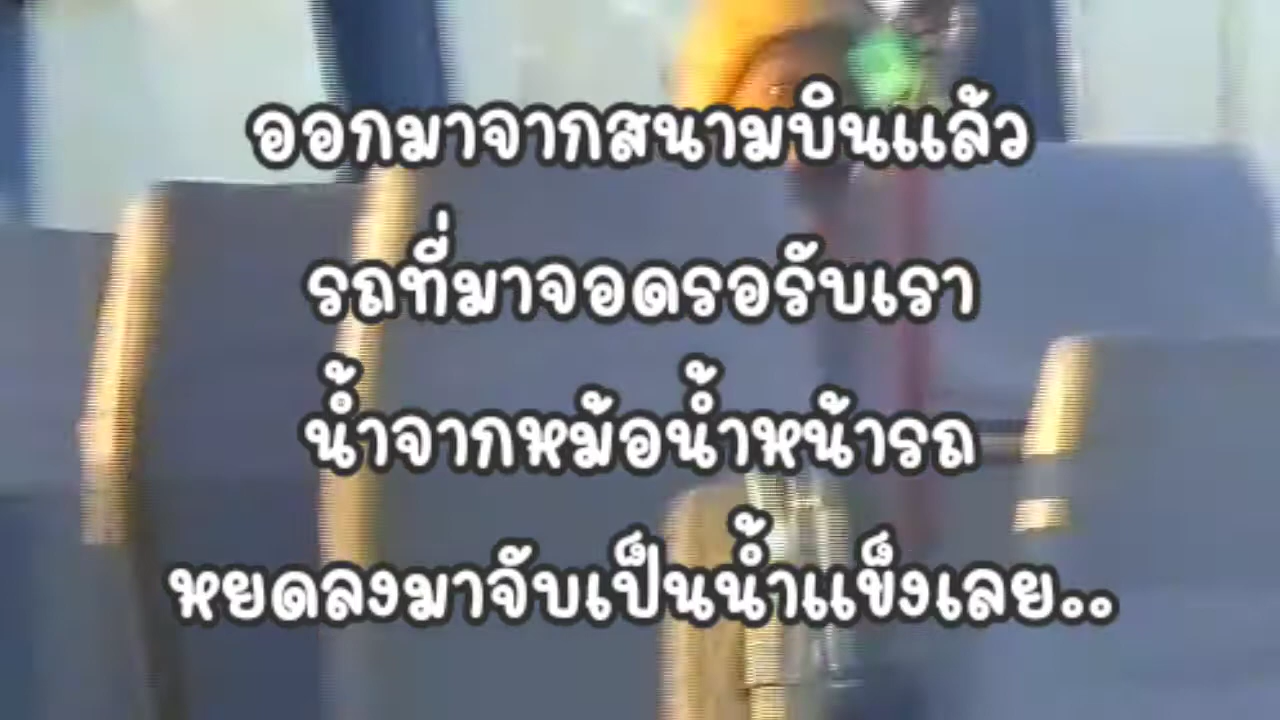 ออกมาจากสนามบินแล้ว
รถที่มาจอดรอรับเรา
น้ำจากหม้อน้ำหน้ารถ
หยดลงมาจับเป็นน้ำแข็งเลย..